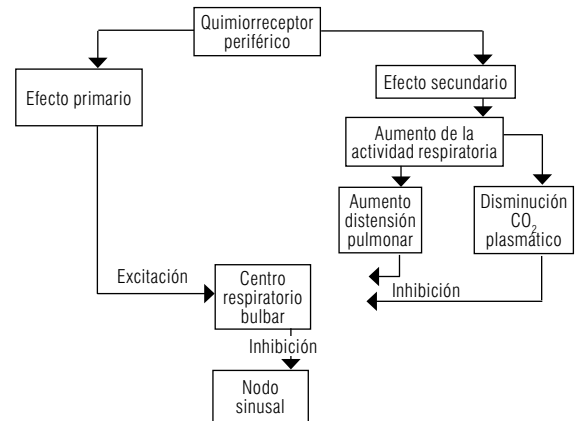 Quimiorreceptor
periférico
Efecto primario
Efecto secundario
Aumento de la
actividad respiratoria
Aumento
distensión
pulmonar
Disminución
CO2
plasmático
Excitación
Centro
respiratorio
bulbar
Inhibición
Inhibición
Nodo
sinusal